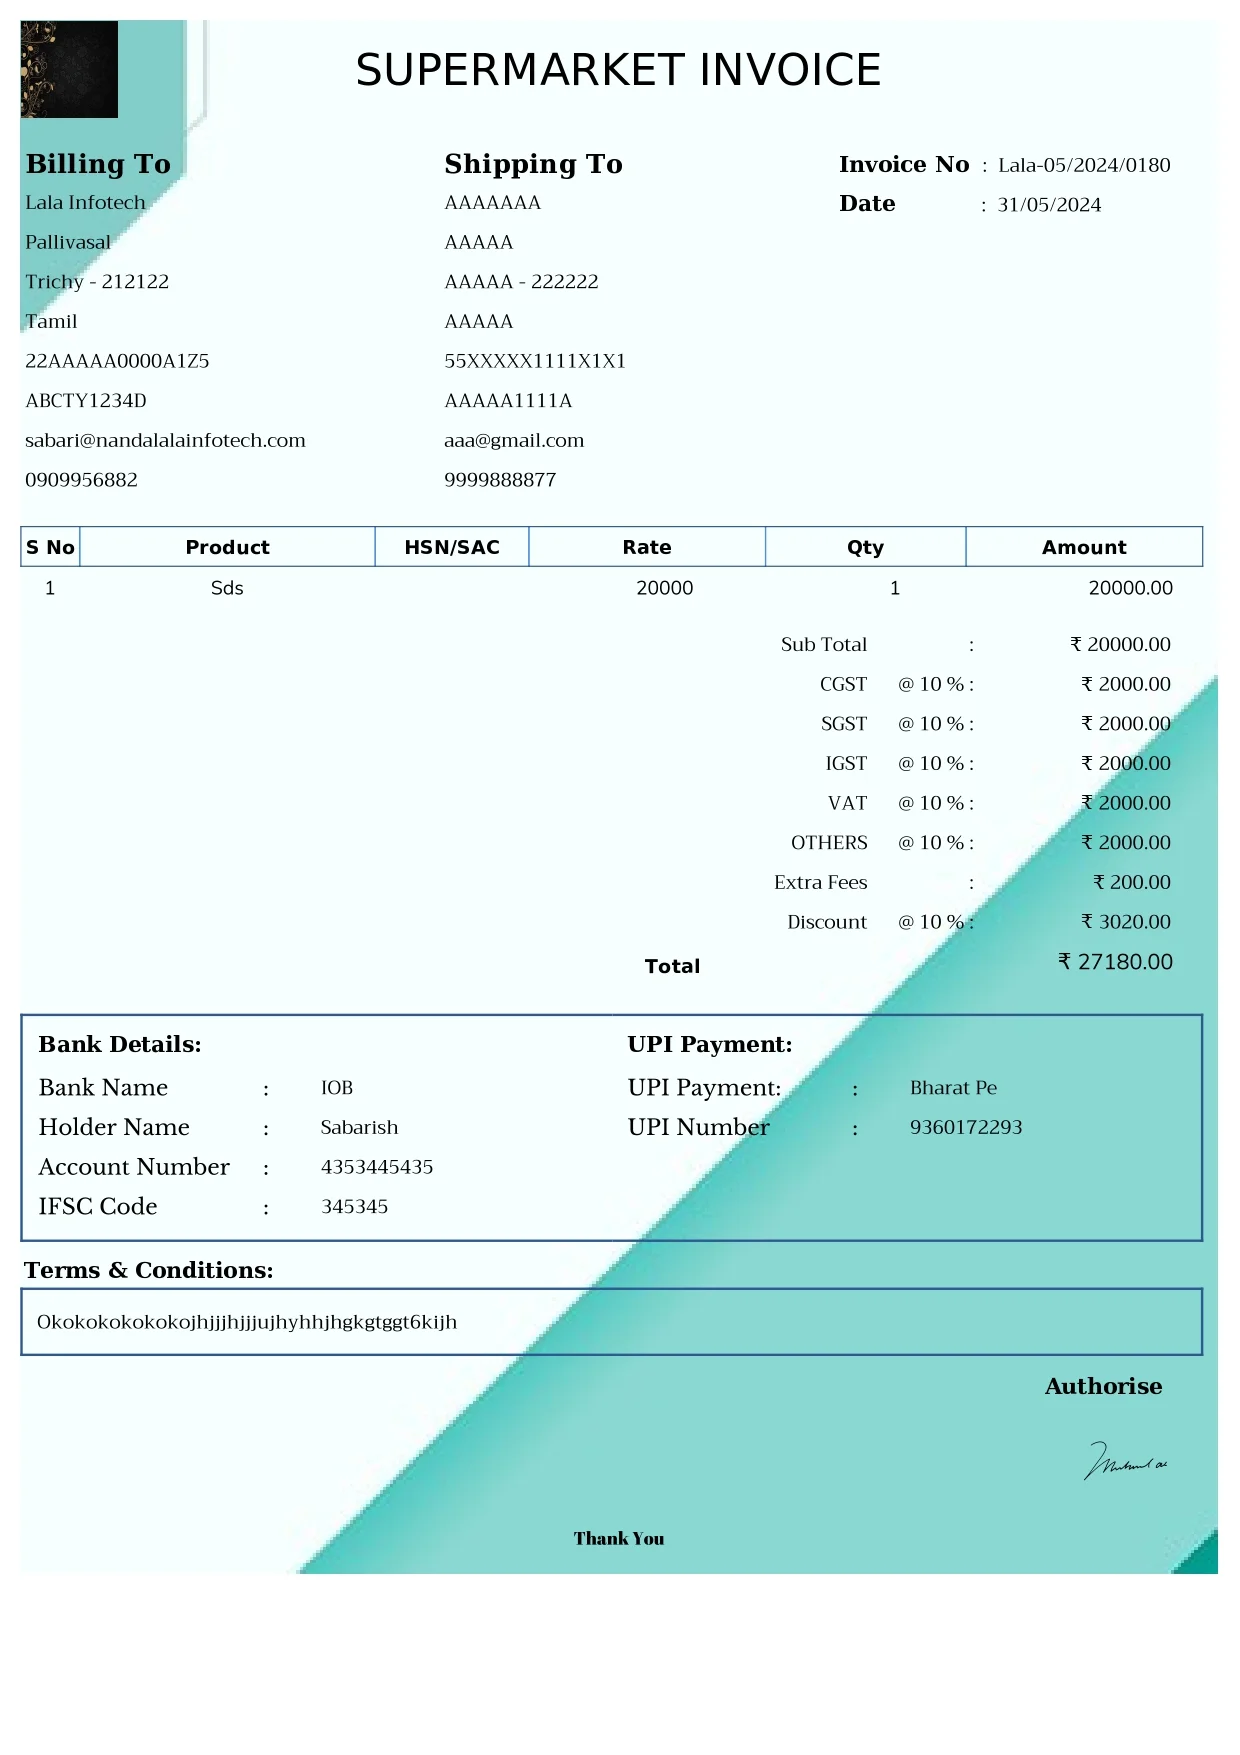 SUPERMARKET INVOICE
Billing To
Lala Infotech
Pallivasal
Trichy - 212122
Tamil
22AAAAA0000A1Z5
ABCTY1234D
sabari@nandalalainfotech.com
0909956882
Shipping To
AAAAAAA
AAAAA
AAAAA - 222222
AAAAA
55XXXXX1111X1X1
AAAAA1111A
aaa@gmail.com
9999888877
Invoice No : Lala-05/2024/0180
Date : 31/05/2024
S No Product HSN/SAC Rate Qty Amount
1 Sds 20000 1 20000.00
Sub Total : ₹ 20000.00
CGST @ 10 % : ₹ 2000.00
SGST @ 10 % : ₹ 2000.00
IGST @ 10 % : ₹ 2000.00
VAT @ 10 % : ₹ 2000.00
OTHERS @ 10 % : ₹ 2000.00
Extra Fees : ₹ 200.00
Discount @ 10 % : ₹ 3020.00
Total ₹ 27180.00
Bank Details:
Bank Name : IOB
Holder Name : Sabarish
Account Number : 4353445435
IFSC Code : 345345
UPI Payment:
UPI Payment: : Bharat Pe
UPI Number : 9360172293
Terms & Conditions:
Okokokokokokojhjjjhjjjujhyhhjhgkgtggt6kijh
Authorise
Thank You